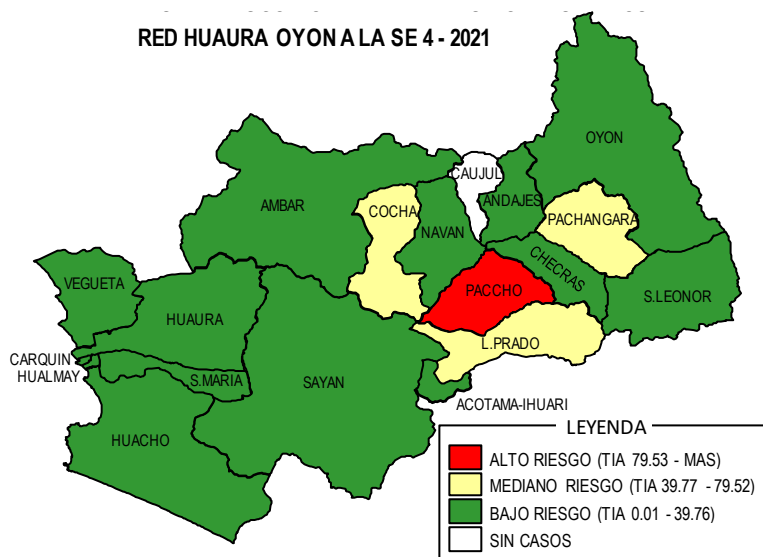 RED HUAURA OYON A LA SE 4 - 2021
OYON
CAUJUL
ANDAJES
AMBAR
COCHA
NAVAN
PACHANGARA
CHECRAS
VEGUETA
PACCHO
S.LEONOR
HUAURA
L.PRADO
CARQUIN
HUALMAY
S.MARIA
SAYAN
ACOTAMA-IHUARI
HUACHO
LEYENDA
ALTO RIESGO (TIA 79.53 - MAS)
MEDIANO RIESGO (TIA 39.77 - 79.52)
BAJO RIESGO (TIA 0.01 - 39.76)
SIN CASOS